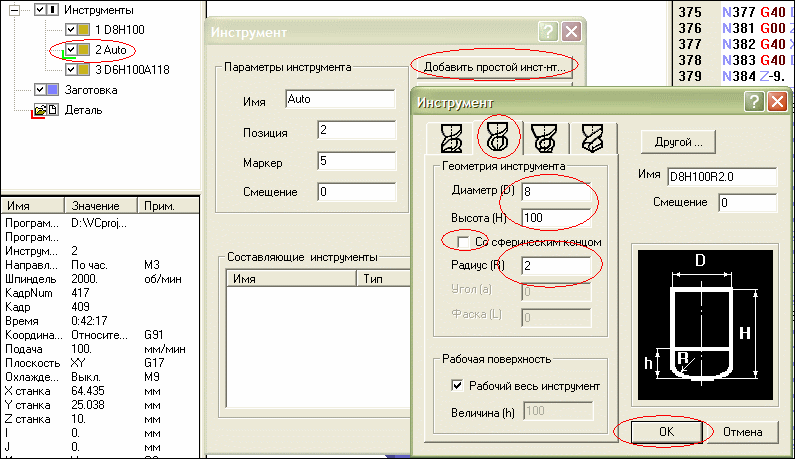 Инструменты
1 D8H100
2 Auto
3 D6H100A118
Заготовка
Деталь
Имя Значение Прим.
Програм... D:\VCproj...
Програм...
Инструм... 2
Направл... По час. M3
Шпиндель 2000. об/мин
КадрNum 417
Кадр 409
Время 0:42:17
Координа... Относите... G91
Подача 100. мм/мин
Плоскость XY G17
Охлажде... Выкл. M9
X станка 64.435 мм
Y станка 25.038 мм
Z станка 10. мм
I 0. мм
J 0. мм
Инструмент
Параметры инструмента
Имя Auto
Позиция 2
Маркер 5
Смещение 0
Добавить простой инст-нт...
Составляющие инструменты
Имя Тип
375 N377 G40
376 N381 G00
377 N382 G40 X
378 N383 G40
379 N384 Z-9.
Инструмент
Геометрия инструмента
Диаметр (D) 8
Высота (H) 100
Со сферическим концом
Радиус (R) 2
Угол (a) 0
Фаска (L) 0
Рабочая поверхность
Рабочий весь инструмент
Величина (h) 100
Другой ...
Имя D8H100R2.0
Смещение 0
D
H
h
R
OK Отмена